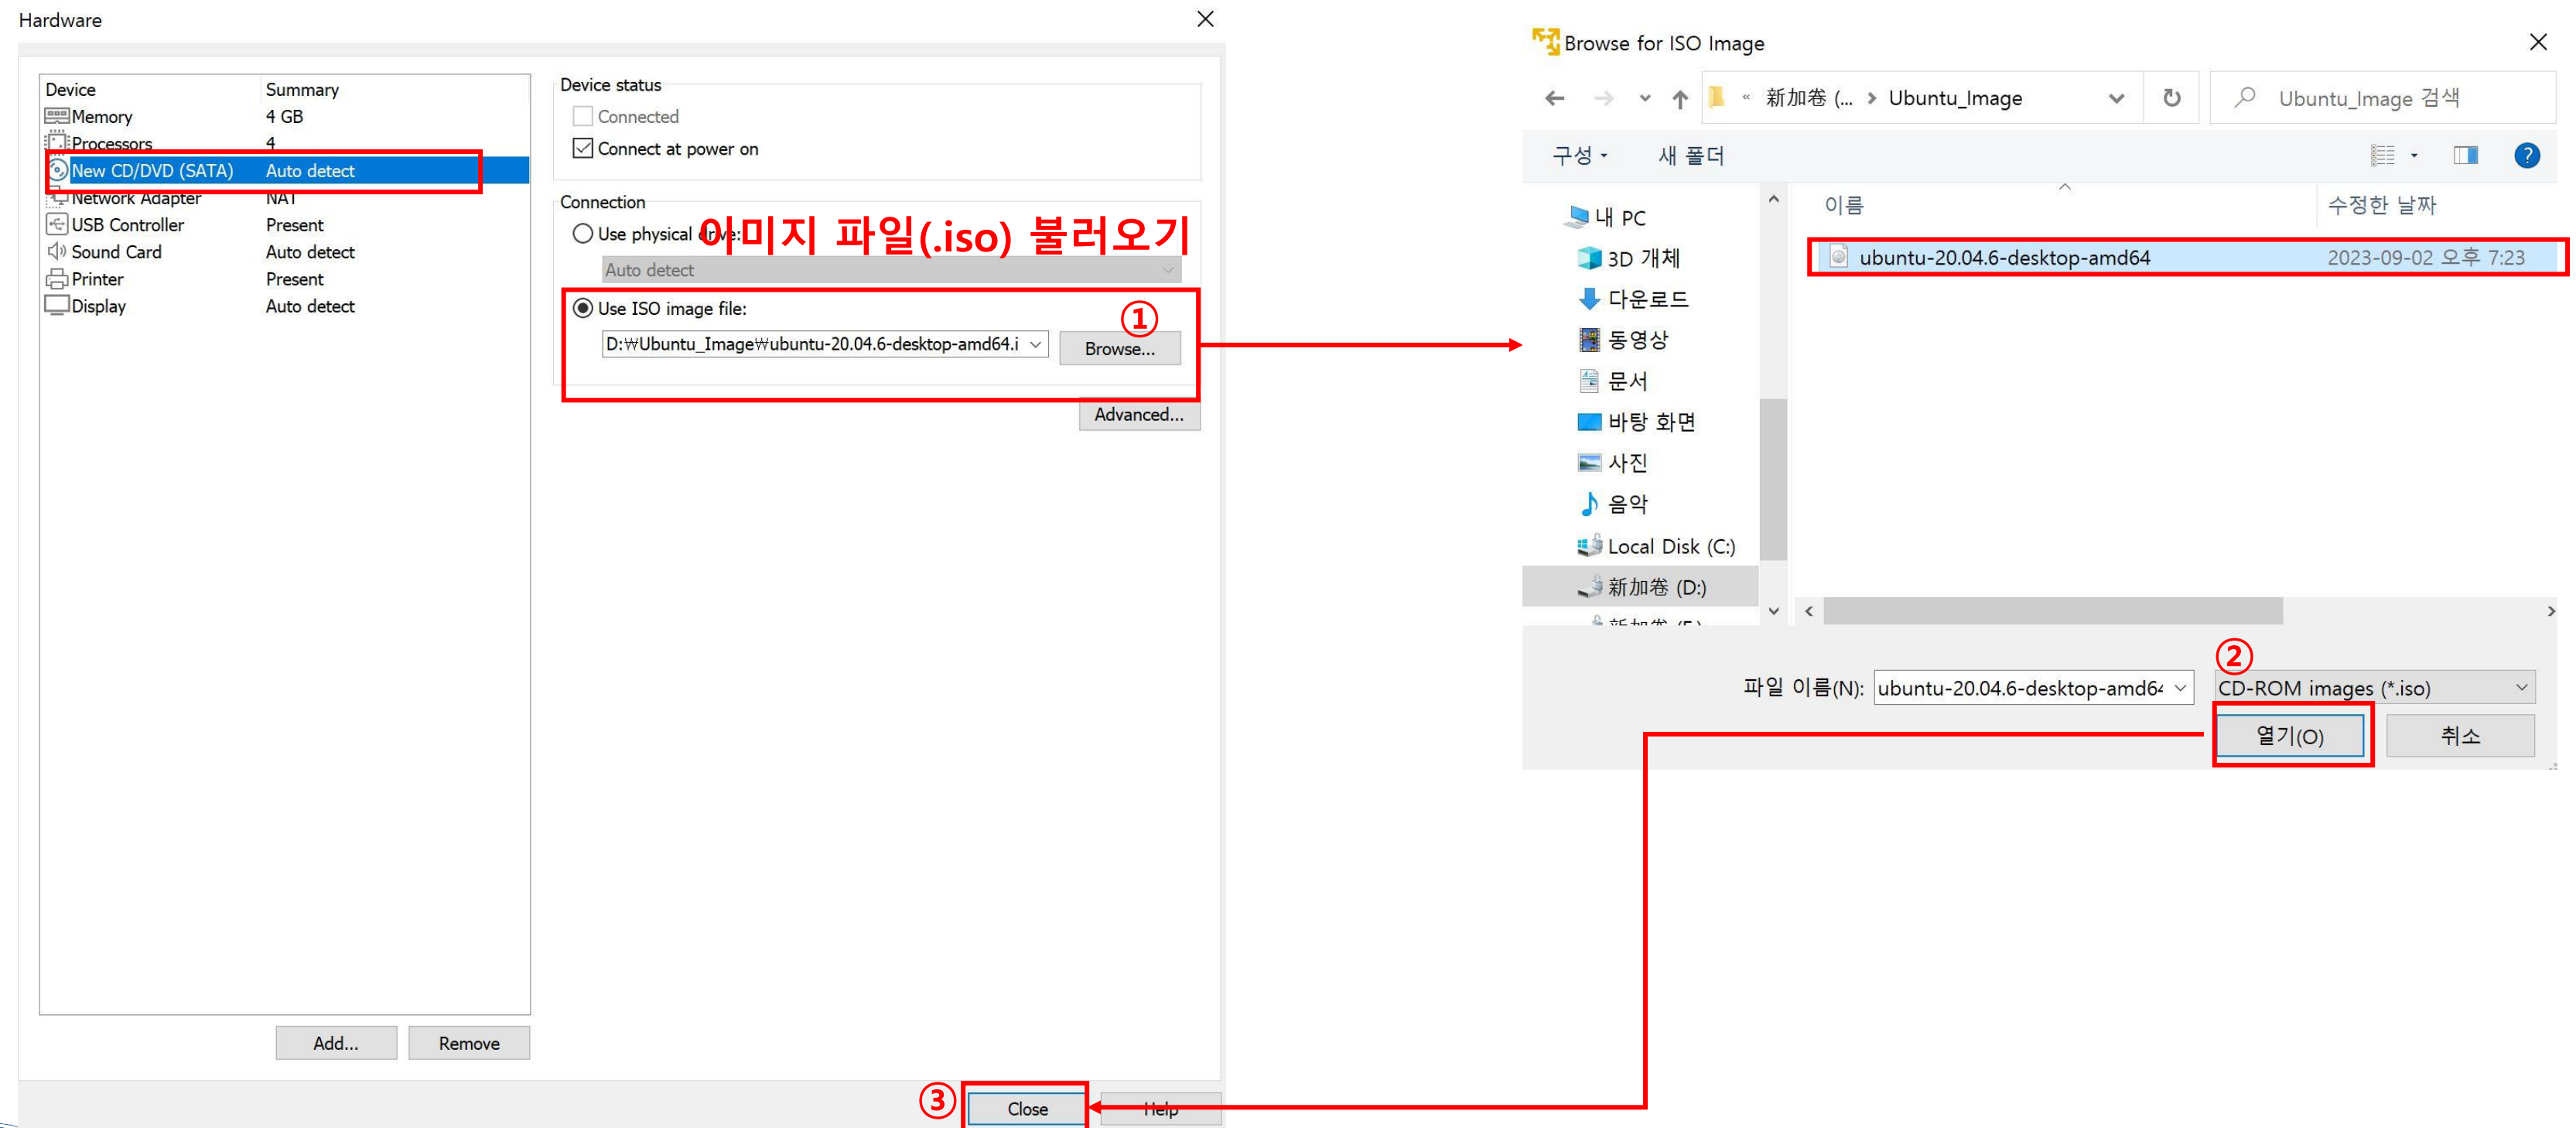 Hardware
Device Summary
Memory 4 GB
Processors 4
New CD/DVD (SATA) Auto detect
Network Adapter NAT
USB Controller Present
Sound Card Auto detect
Printer Present
Display Auto detect
Add... Remove
Device status
Connected
Connect at power on
Connection
Use physical drive:
이미지 파일(.iso) 불러오기
Auto detect
Use ISO image file:
①
D:₩Ubuntu_Image₩ubuntu-20.04.6-desktop-amd64.i
Browse...
Advanced...
③
Close
Help
Browse for ISO Image
« 新加卷 (... > Ubuntu_Image
Ubuntu_Image 검색
구성 새 폴더
내 PC
3D 개체
다운로드
동영상
문서
바탕 화면
사진
음악
Local Disk (C:)
新加卷 (D:)
이름 수정한 날짜
ubuntu-20.04.6-desktop-amd64 2023-09-02 오후 7:23
②
파일 이름(N): ubuntu-20.04.6-desktop-amd64 CD-ROM images (*.iso)
열기(O) 취소